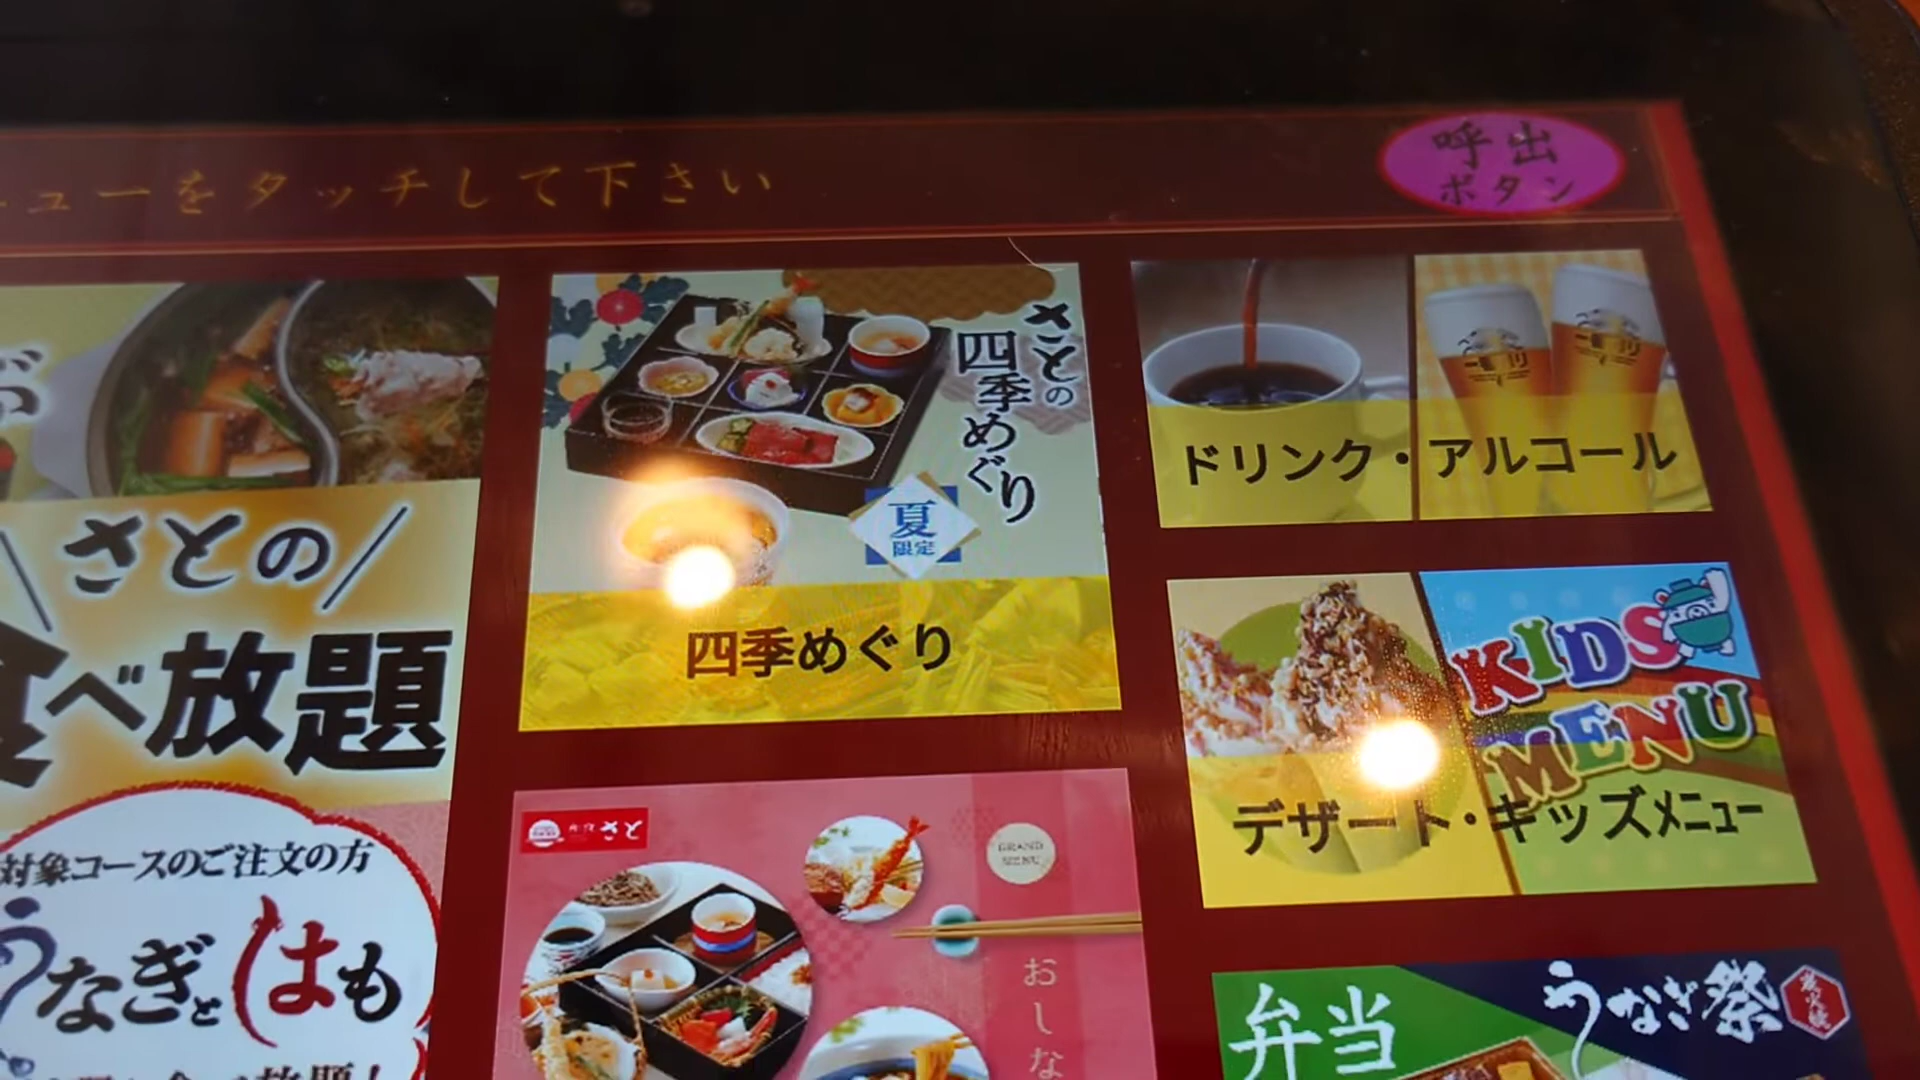 ューをタッチして下さい
呼出
ボタン
さとの
四季めぐり
夏
限定
四季めぐり
ドリンク・アルコール
さとの
食べ放題
対象コースのご注文の方
うなぎとはも
KIDS
MENU
デザート・キッズメニュー
さと
GRAND
MENU
おしな
弁当
うなぎ祭